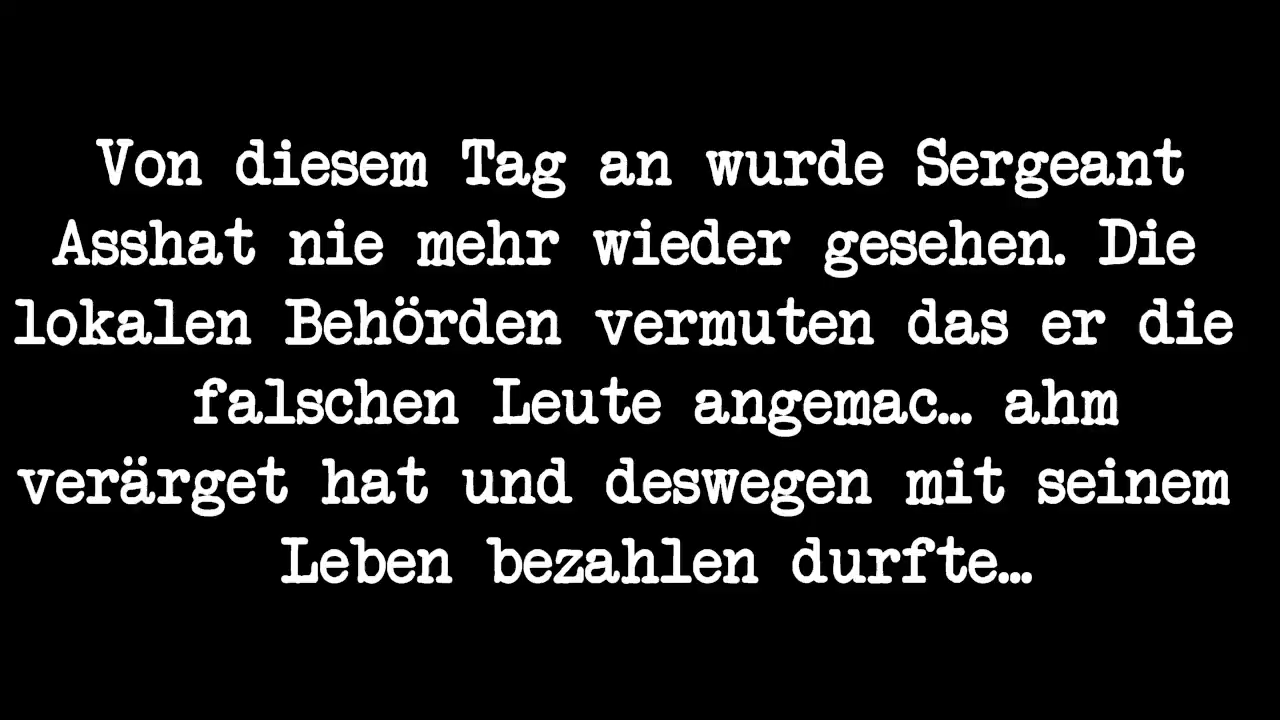 Von diesem Tag an wurde Sergeant
Asshat nie mehr wieder gesehen. Die
lokalen Behörden vermuten das er die
falschen Leute angemac... ahm
verärget hat und deswegen mit seinem
Leben bezahlen durfte...